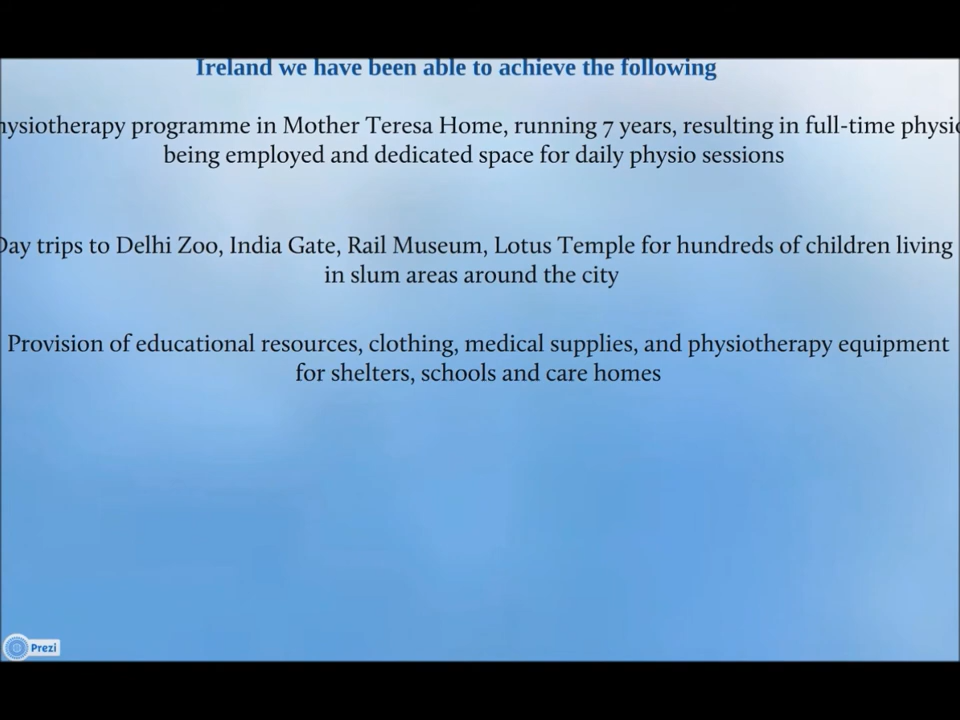 Ireland we have been able to achieve the following
programme in Mother Teresa Home, running 7 years, resulting in full-time
being employed and dedicated space for daily physio sessions
Day trips to Delhi Zoo, India Gate, Rail Museum, Lotus Temple for hundreds of children living
in slum areas around the city
Provision of educational resources, clothing, medical supplies, and physiotherapy equipment
for shelters, schools and care homes
Prezi